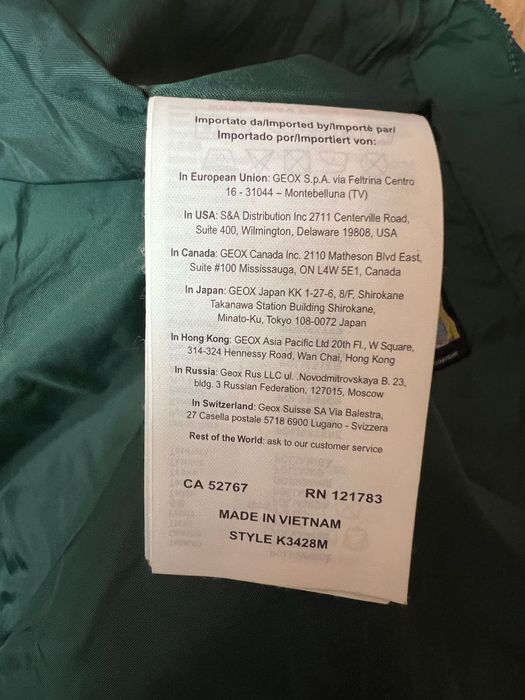 Importato da/Imported by/Importé par/
Importado por/Importiert von:
In European Union: GEOX S.p.A. via Feltrina Centro
16 - 31044 – Montebelluna (TV)
In USA: S&A Distribution Inc 2711 Centerville Road,
Suite 400, Wilmington, Delaware 19808, USA
In Canada: GEOX Canada Inc. 2110 Matheson Blvd East,
Suite #100 Mississauga, ON L4W 5E1, Canada
In Japan: GEOX Japan KK 1-27-6, 8/F, Shirokane
Takanawa Station Building Shirokane,
Minato-Ku, Tokyo 108-0072 Japan
In Hong Kong: GEOX Asia Pacific Ltd 20th Fl., W Square,
314-324 Hennessy Road, Wan Chai, Hong Kong
In Russia: Geox Rus LLC ul. .Novodmitrovskaya B. 23,
bldg. 3 Russian Federation, 127015, Moscow
In Switzerland: Geox Suisse SA Via Balestra,
27 Casella postale 5718 6900 Lugano - Svizzera
Rest of the World: ask to our customer service
CA 52767 RN 121783
MADE IN VIETNAM
STYLE K3428M